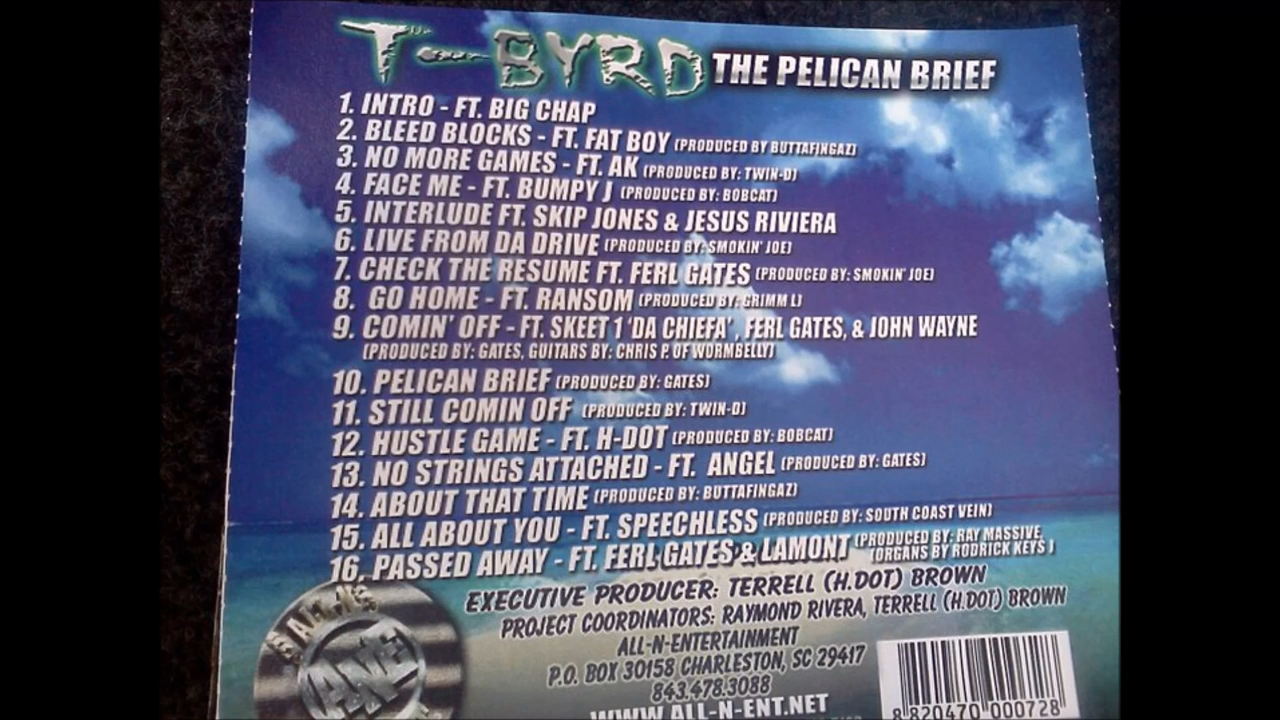 T-BYRD THE PELICAN BRIEF
1. INTRO - FT. BIG CHAP
2. BLEED BLOCKS - FT. FAT BOY (PRODUCED BY BUTTAFINGAZ)
3. NO MORE GAMES - FT. AK (PRODUCED BY: TWIN-D)
4. FACE ME - FT. BUMPY J (PRODUCED BY: BOBCAT)
5. INTERLUDE FT. SKIP JONES & JESUS RIVIERA
6. LIVE FROM DA DRIVE (PRODUCED BY: SMOKIN' JOE)
7. CHECK THE RESUME FT. FERL GATES (PRODUCED BY: SMOKIN' JOE)
8. GO HOME - FT. RANSOM (PRODUCED BY: GRIMM L)
9. COMIN' OFF - FT. SKEET 1 'DA CHIEFA', FERL GATES, & JOHN WAYNE
(PRODUCED BY: GATES, GUITARS BY: CHRIS P. OF WORMBELLY)
10. PELICAN BRIEF (PRODUCED BY: GATES)
11. STILL COMIN OFF (PRODUCED BY: TWIN-D)
12. HUSTLE GAME - FT. H-DOT (PRODUCED BY: BOBCAT)
13. NO STRINGS ATTACHED - FT. ANGEL (PRODUCED BY: GATES)
14. ABOUT THAT TIME (PRODUCED BY: BUTTAFINGAZ)
15. ALL ABOUT YOU - FT. SPEECHLESS (PRODUCED BY: SOUTH COAST VEIN)
16. PASSED AWAY - FT. FERL GATES & LAMONT (PRODUCED BY: RAY MASSIVE,
(ORGANS BY RODRICK KEYS)
EXECUTIVE PRODUCER: TERRELL (H.DOT) BROWN
PROJECT COORDINATORS: RAYMOND RIVERA, TERRELL (H.DOT) BROWN
ALL-N-ENTERTAINMENT
P.O. BOX 30158 CHARLESTON, SC 29417
843.478.3088
WWW.ALL-N-ENT.NET
8 820470 000728